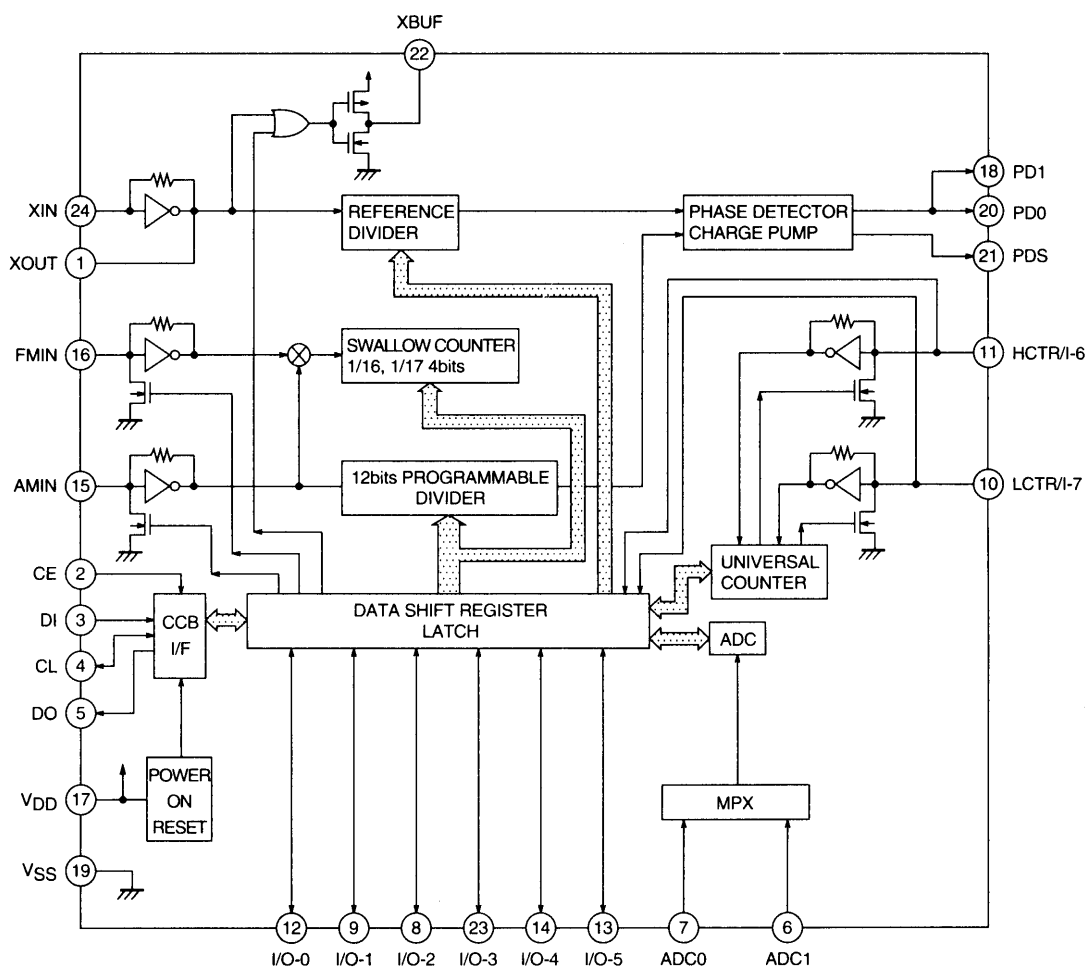 XBUF
22
XIN 24
XOUT 1
REFERENCE
DIVIDER
PHASE DETECTOR
CHARGE PUMP
18 PD1
20 PD0
21 PDS
FMIN 16
SWALLOW COUNTER
1/16, 1/17 4bits
11 HCTR/I-6
AMIN 15
12bits PROGRAMMABLE
DIVIDER
10 LCTR/I-7
UNIVERSAL
COUNTER
CE 2
DI 3
CL 4
DO 5
CCB
I/F
DATA SHIFT REGISTER
LATCH
ADC
VDD 17
POWER
ON
RESET
MPX
VSS 19
12 9 8 23 14 13 7 6
I/O-0 I/O-1 I/O-2 I/O-3 I/O-4 I/O-5 ADC0 ADC1